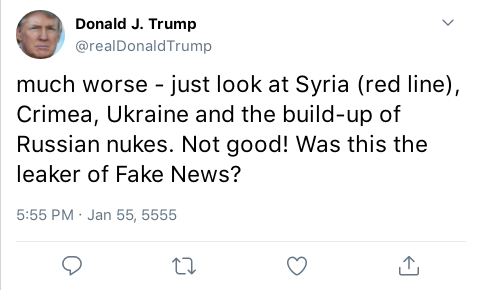 Donald J. Trump
@realDonaldTrump
much worse - just look at Syria (red line),
Crimea, Ukraine and the build-up of
Russian nukes. Not good! Was this the
leaker of Fake News?
5:55 PM · Jan 55, 5555